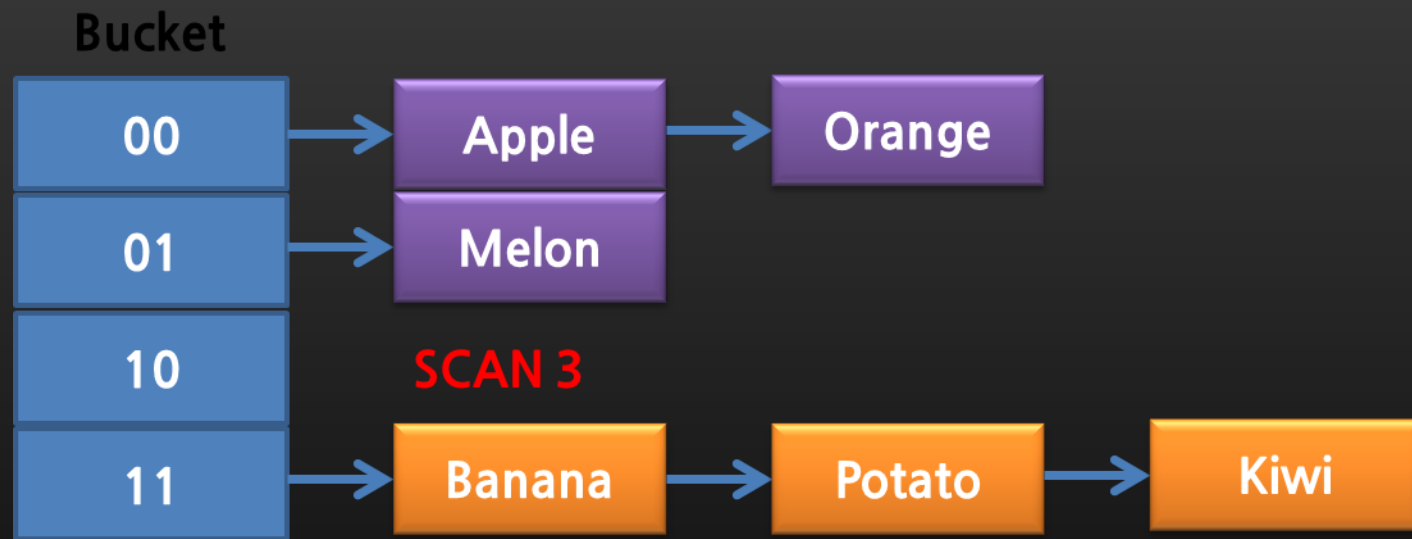 Bucket
00 Apple Orange
01 Melon
10 SCAN 3
11 Banana Potato Kiwi